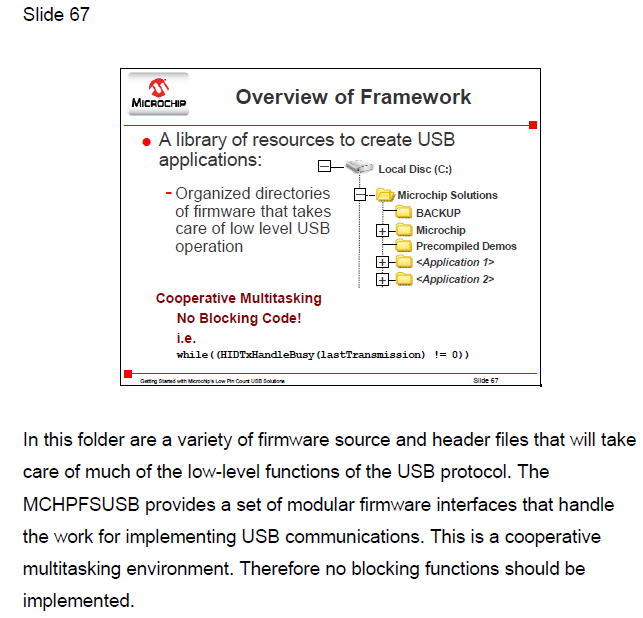 Slide 67
MICROCHIP
Overview of Framework
• A library of resources to create USB
applications:
- Organized directories
of firmware that takes
care of low level USB
operation
Local Disc (C:)
Microchip Solutions
BACKUP
Microchip
Precompiled Demos
<Application 1>
<Application 2>
Cooperative Multitasking
No Blocking Code!
i.e.
while((HIDTxHandleBusy(lastTransmission) != 0))
Getting Started with Microchip's Low Pin Count USB Solutions
Slide 67
In this folder are a variety of firmware source and header files that will take
care of much of the low-level functions of the USB protocol. The
MCHPFSUSB provides a set of modular firmware interfaces that handle
the work for implementing USB communications. This is a cooperative
multitasking environment. Therefore no blocking functions should be
implemented.